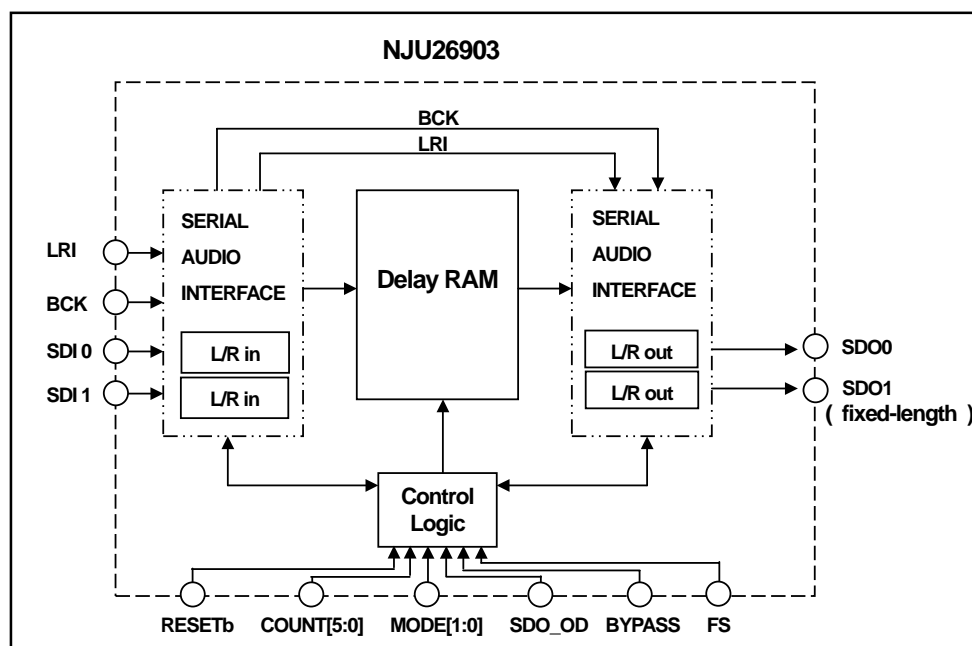 NJU26903
BCK
LRI
SERIAL
AUDIO
INTERFACE
L/R in
L/R in
Delay RAM
SERIAL
AUDIO
INTERFACE
L/R out
L/R out
LRI
BCK
SDI 0
SDI 1
SDO0
SDO1
( fixed-length )
Control
Logic
RESETb
COUNT[5:0]
MODE[1:0]
SDO_OD
BYPASS
FS